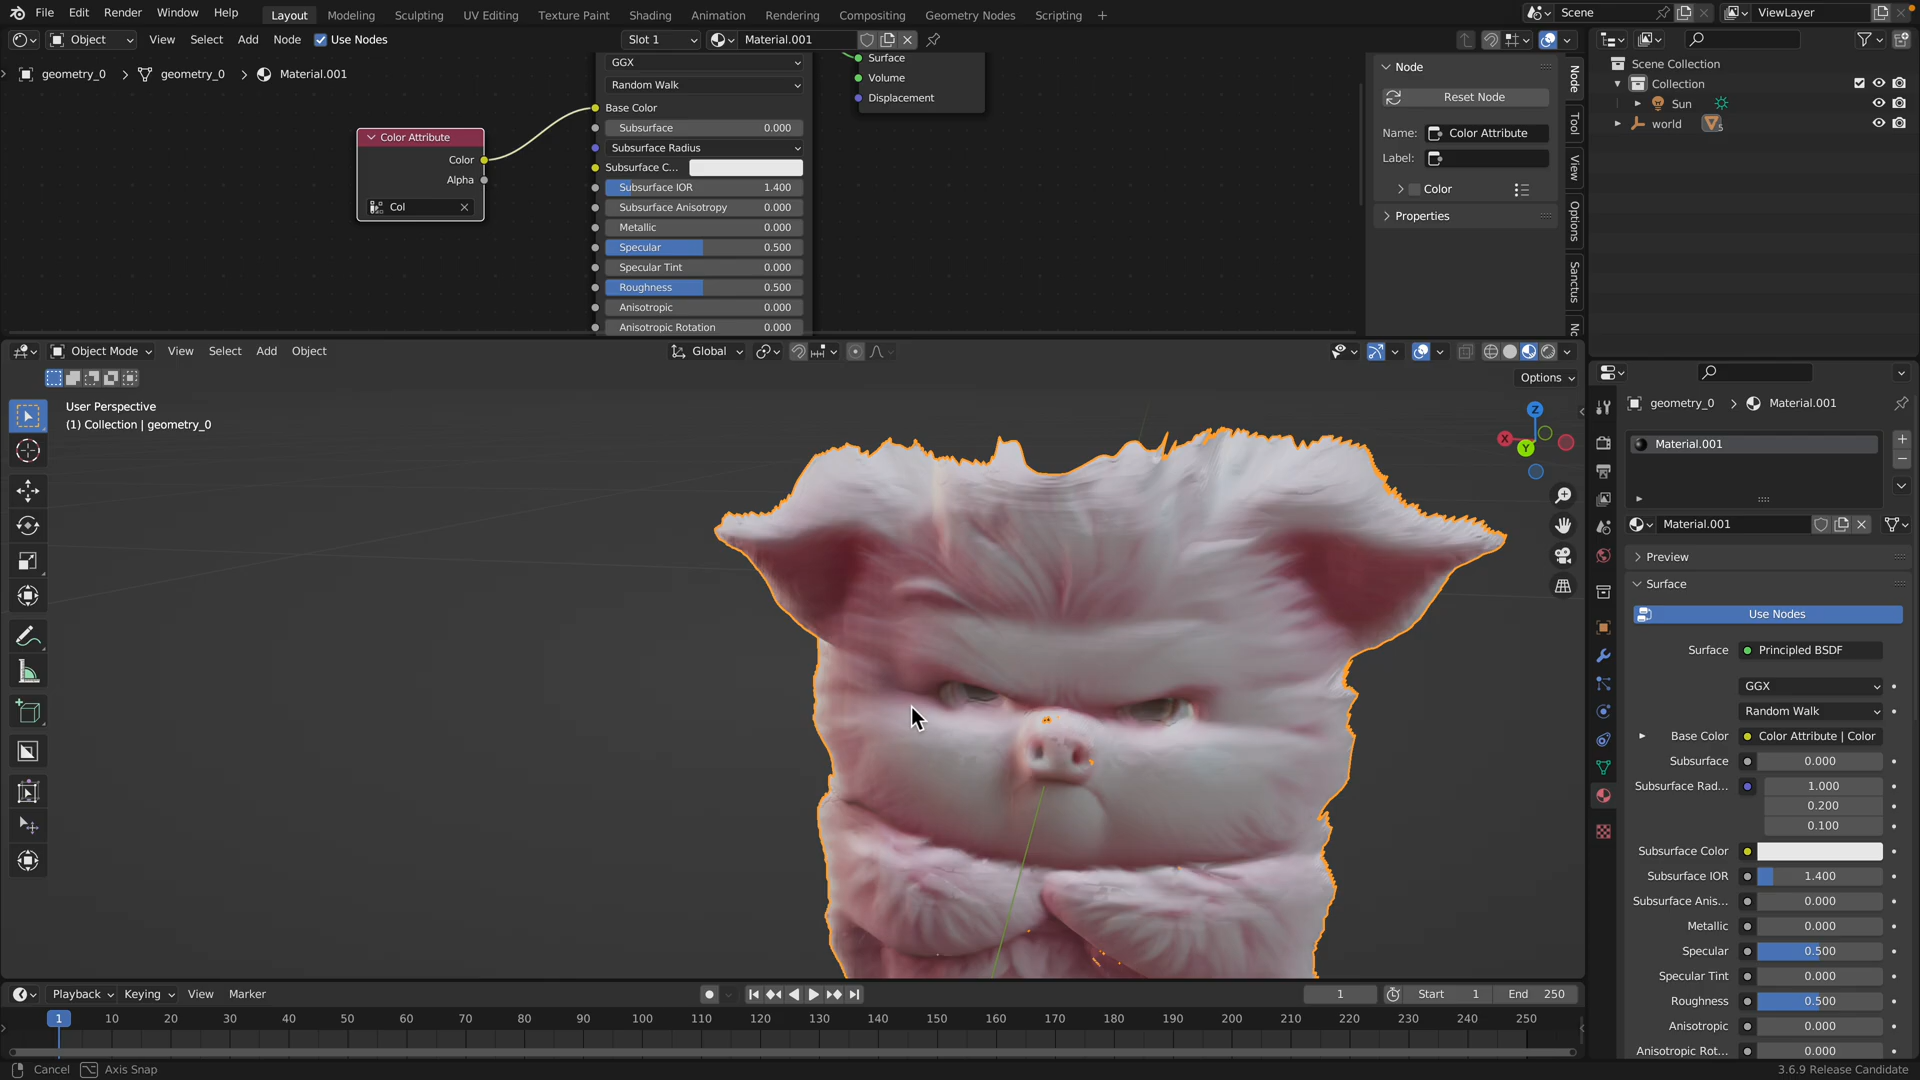 File Edit Render Window Help Layout Modeling Sculpting UV Editing Texture Paint Shading Animation Rendering Compositing Geometry Nodes Scripting + Scene ViewLayer
Object View Select Add Node Use Nodes Slot 1 Material.001
geometry_0 > geometry_0 > Material.001
GGX
Random Walk
Base Color
Subsurface 0.000
Subsurface Radius
Subsurface C...
Subsurface IOR 1.400
Subsurface Anisotropy 0.000
Metallic 0.000
Specular 0.500
Specular Tint 0.000
Roughness 0.500
Anisotropic 0.000
Anisotropic Rotation 0.000
Color Attribute
Color
Alpha
Col
Surface
Volume
Displacement
Node
Reset Node
Name: Color Attribute
Label:
Color
Properties
Node
Tool
View
Options
Sanctus
Scene Collection
Collection
Sun
world 5
Object Mode View Select Add Object Global
Options
User Perspective
(1) Collection | geometry_0
Z
X
Y
geometry_0 > Material.001
Material.001
Material.001
Preview
Surface
Use Nodes
Surface Principled BSDF
GGX
Random Walk
Base Color Color Attribute | Color
Subsurface 0.000
Subsurface Rad... 1.000
0.200
0.100
Subsurface Color
Subsurface IOR 1.400
Subsurface Anis... 0.000
Metallic 0.000
Specular 0.500
Specular Tint 0.000
Roughness 0.500
Anisotropic 0.000
Anisotropic Rot... 0.000
Playback Keying View Marker 1 Start 1 End 250
1 10 20 30 40 50 60 70 80 90 100 110 120 130 140 150 160 170 180 190 200 210 220 230 240 250
Cancel Axis Snap 3.6.9 Release Candidate